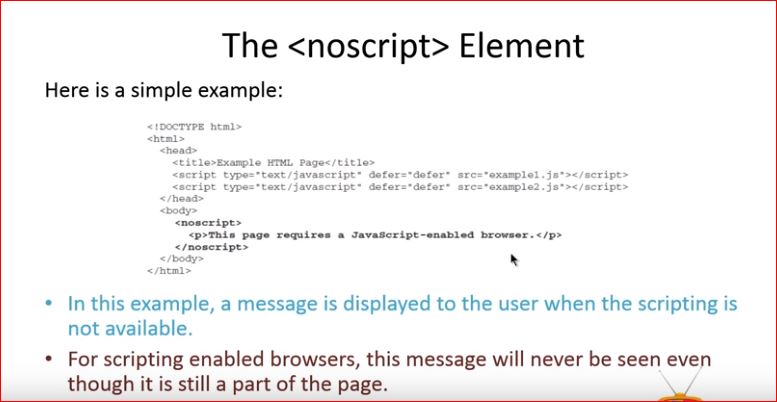 The <noscript> Element
Here is a simple example:
<!DOCTYPE html>
<html>
<head>
<title>Example HTML Page</title>
<script type="text/javascript" defer="defer" src="example1.js"></script>
<script type="text/javascript" defer="defer" src="example2.js"></script>
</head>
<body>
<noscript>
<p>This page requires a JavaScript-enabled browser.</p>
</noscript>
</body>
</html>
• In this example, a message is displayed to the user when the scripting is
not available.
• For scripting enabled browsers, this message will never be seen even
though it is still a part of the page.